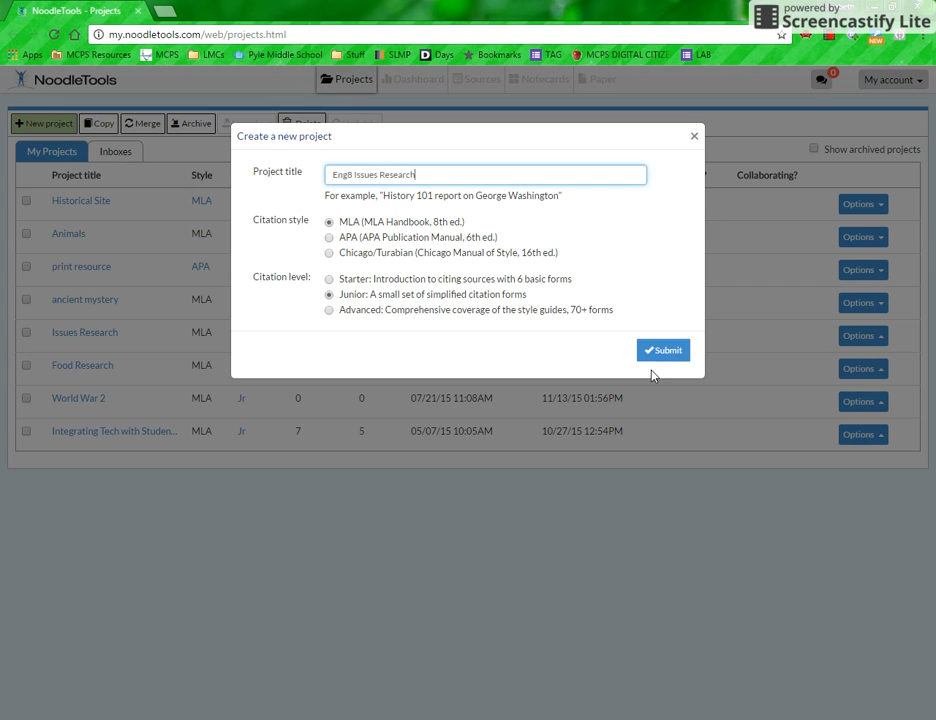 NoodleTools - Projects
powered by
Screencastify Lite
my.noodletools.com/web/projects.html
Apps MCPS Resources MCPS LMCs Stuff SLMP Days Bookmarks TAG MCPS DIGITAL CITIZE LAB
Pyle Middle School
NoodleTools Projects Dashboard Sources Notecards Paper 0 My account
New project Copy Merge Archive Delete
My Projects Inboxes Show archived projects
Project title Style Collaborating?
Historical Site MLA Options
Animals MLA Options
print resource APA Options
ancient mystery MLA Options
Issues Research MLA Options
Food Research MLA Options
World War 2 MLA Jr 0 0 07/21/15 11:08AM 11/13/15 01:56PM Options
Integrating Tech with Studen... MLA Jr 7 5 05/07/15 10:05AM 10/27/15 12:54PM Options
Create a new project ×
Project title Eng8 Issues Research
For example, "History 101 report on George Washington"
Citation style MLA (MLA Handbook, 8th ed.)
APA (APA Publication Manual, 6th ed.)
Chicago/Turabian (Chicago Manual of Style, 16th ed.)
Citation level: Starter: Introduction to citing sources with 6 basic forms
Junior: A small set of simplified citation forms
Advanced: Comprehensive coverage of the style guides, 70+ forms
Submit